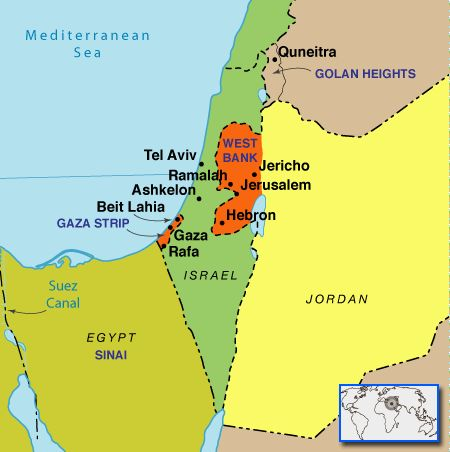 Mediterranean
Sea
Quneitra
GOLAN HEIGHTS
WEST
BANK
Tel Aviv
Jericho
Ramalah
Jerusalem
Ashkelon
Beit Lahia
Hebron
GAZA STRIP
Gaza
Rafa
ISRAEL
Suez
Canal
JORDAN
EGYPT
SINAI